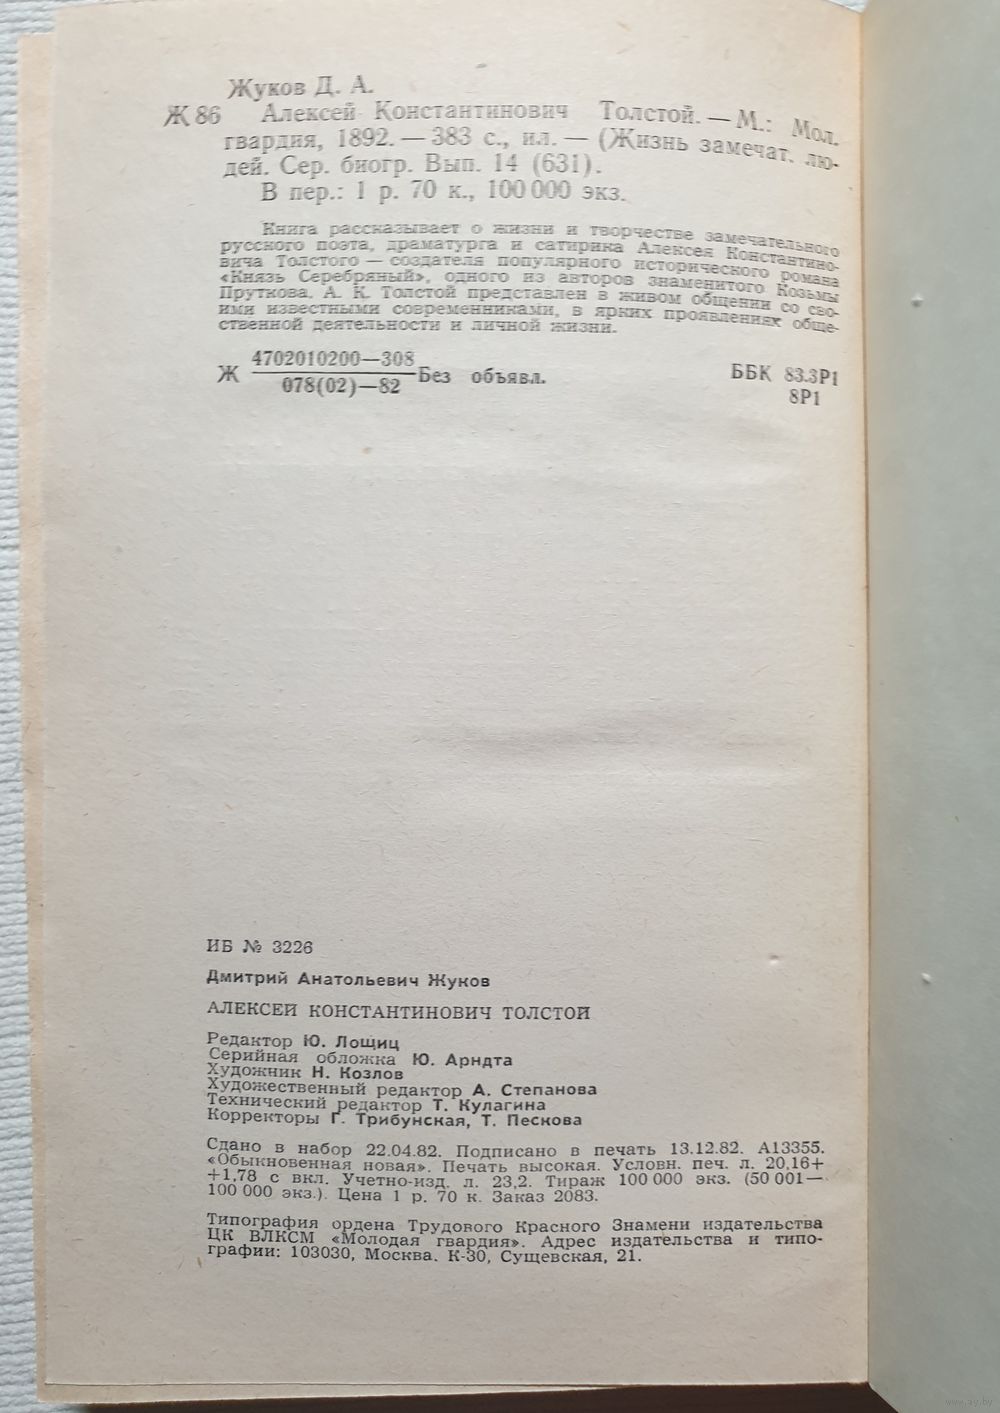 Жуков Д. А.
Ж 86 Алексей Константинович Толстой. — М.: Мол.
гвардия, 1892. — 383 с., ил. — (Жизнь замечат. лю-
дей. Сер. биогр. Вып. 14 (631).
В пер.: 1 р. 70 к., 100 000 экз.
Книга рассказывает о жизни и творчестве замечательного
русского поэта, драматурга и сатирика Алексея Константино-
вича Толстого — создателя популярного исторического романа
«Князь Серебряный», одного из авторов знаменитого Козьмы
Пруткова. А. К. Толстой представлен в живом общении со сво-
ими известными современниками, в ярких проявлениях обще-
ственной деятельности и личной жизни.
4702010200—308
Ж Без объявл. ББК 83.3Р1
078(02)—82 8Р1
ИБ № 3226
Дмитрий Анатольевич Жуков
АЛЕКСЕЙ КОНСТАНТИНОВИЧ ТОЛСТОЙ
Редактор Ю. Лощиц
Серийная обложка Ю. Арндта
Художник Н. Козлов
Художественный редактор А. Степанова
Технический редактор Т. Кулагина
Корректоры Г. Трибунская, Т. Пескова
Сдано в набор 22.04.82. Подписано в печать 13.12.82. А13355.
«Обыкновенная новая». Печать высокая. Условн. печ. л. 20,16+
+1,78 с вкл. Учетно-изд. л. 23,2. Тираж 100 000 экз. (50 001—
100 000 экз.). Цена 1 р. 70 к. Заказ 2083.
Типография ордена Трудового Красного Знамени издательства
ЦК ВЛКСМ «Молодая гвардия». Адрес издательства и типо-
графии: 103030, Москва. К-30, Сущевская, 21.
www.ay.by